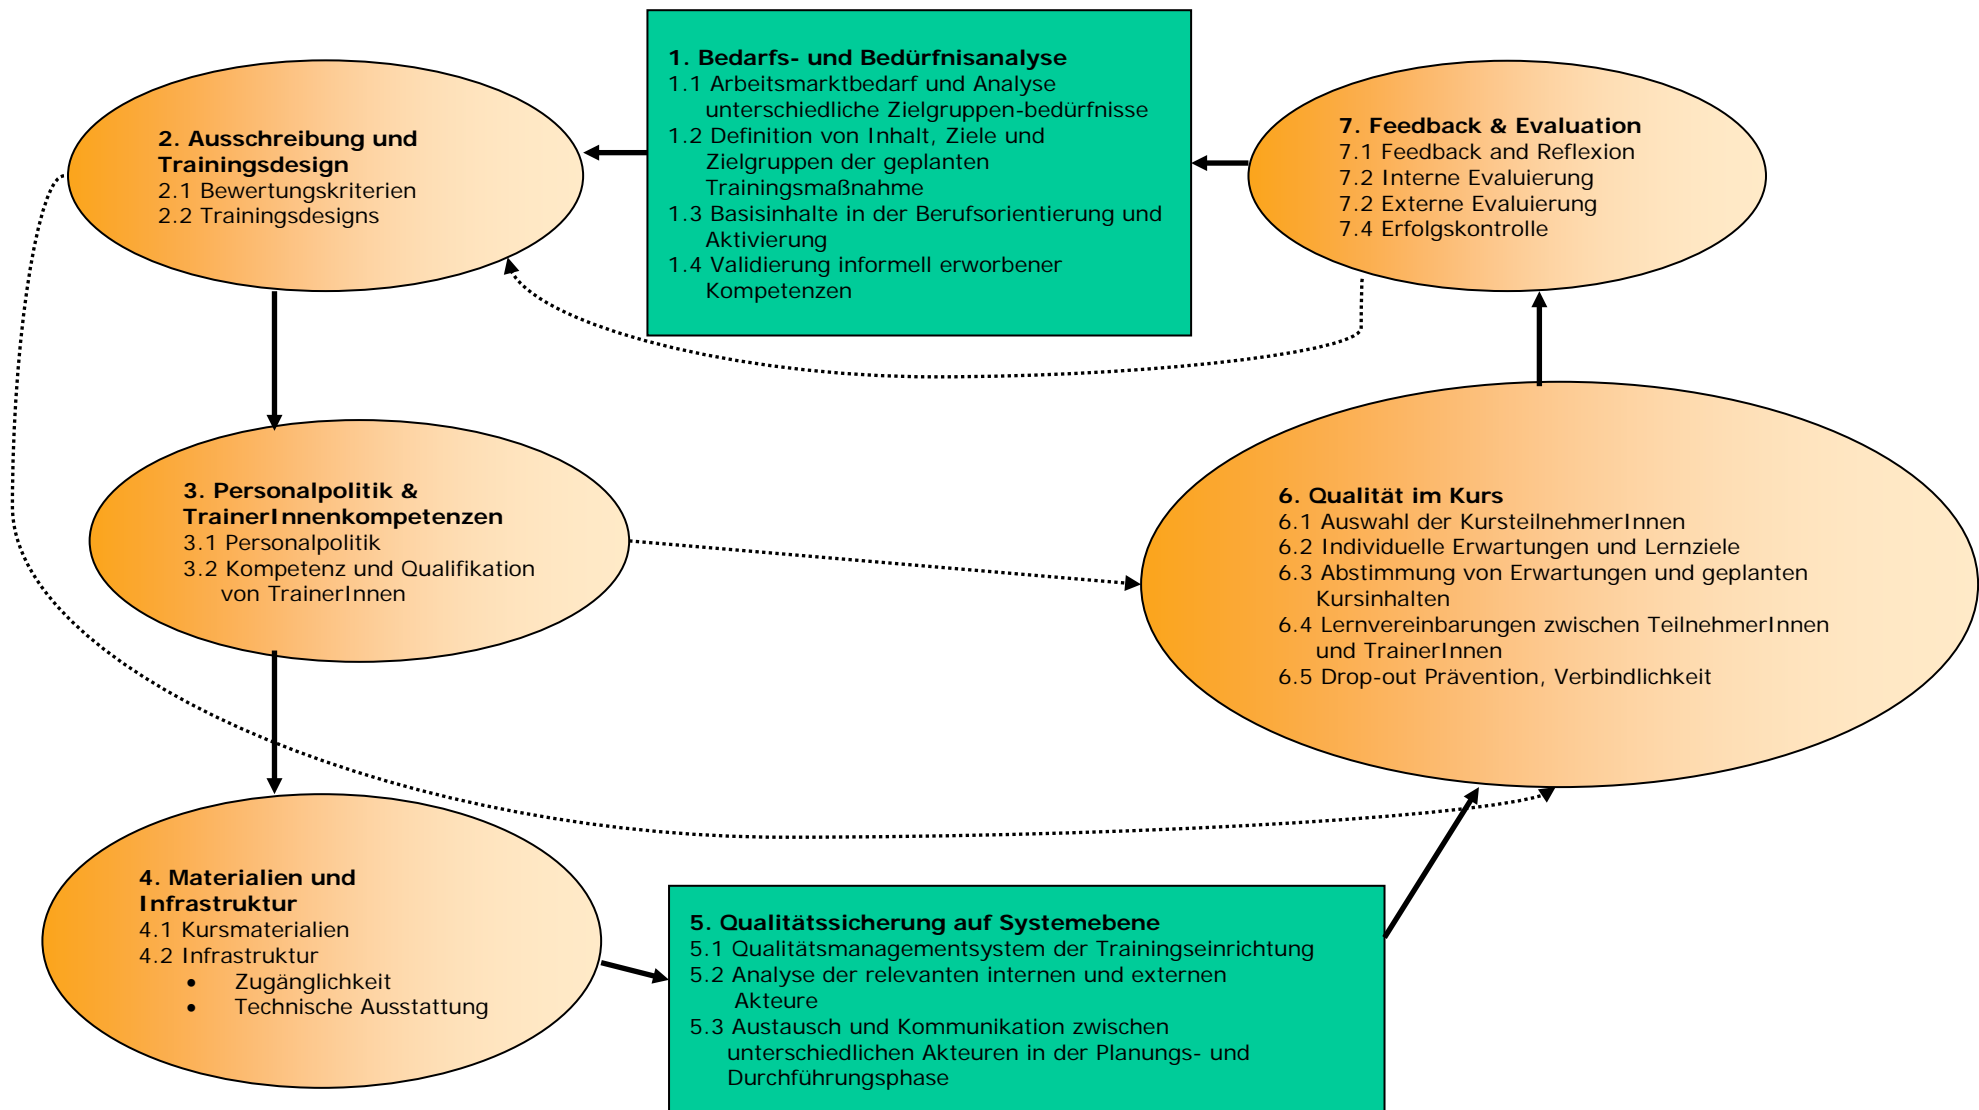 1. Bedarfs- und Bedürfnisanalyse
1.1 Arbeitsmarktbedarf und Analyse
unterschiedliche Zielgruppen-bedürfnisse
1.2 Definition von Inhalt, Ziele und
Zielgruppen der geplanten
Trainingsmaßnahme
1.3 Basisinhalte in der Berufsorientierung und
Aktivierung
1.4 Validierung informell erworbener
Kompetenzen
2. Ausschreibung und
Trainingsdesign
2.1 Bewertungskriterien
2.2 Trainingsdesigns
3. Personalpolitik &
TrainerInnenkompetenzen
3.1 Personalpolitik
3.2 Kompetenz und Qualifikation
von TrainerInnen
4. Materialien und
Infrastruktur
4.1 Kursmaterialien
4.2 Infrastruktur
• Zugänglichkeit
• Technische Ausstattung
5. Qualitätssicherung auf Systemebene
5.1 Qualitätsmanagementsystem der Trainingseinrichtung
5.2 Analyse der relevanten internen und externen
Akteure
5.3 Austausch und Kommunikation zwischen
unterschiedlichen Akteuren in der Planungs- und
Durchführungsphase
6. Qualität im Kurs
6.1 Auswahl der KursteilnehmerInnen
6.2 Individuelle Erwartungen und Lernziele
6.3 Abstimmung von Erwartungen und geplanten
Kursinhalten
6.4 Lernvereinbarungen zwischen TeilnehmerInnen
und TrainerInnen
6.5 Drop-out Prävention, Verbindlichkeit
7. Feedback & Evaluation
7.1 Feedback and Reflexion
7.2 Interne Evaluierung
7.2 Externe Evaluierung
7.4 Erfolgskontrolle